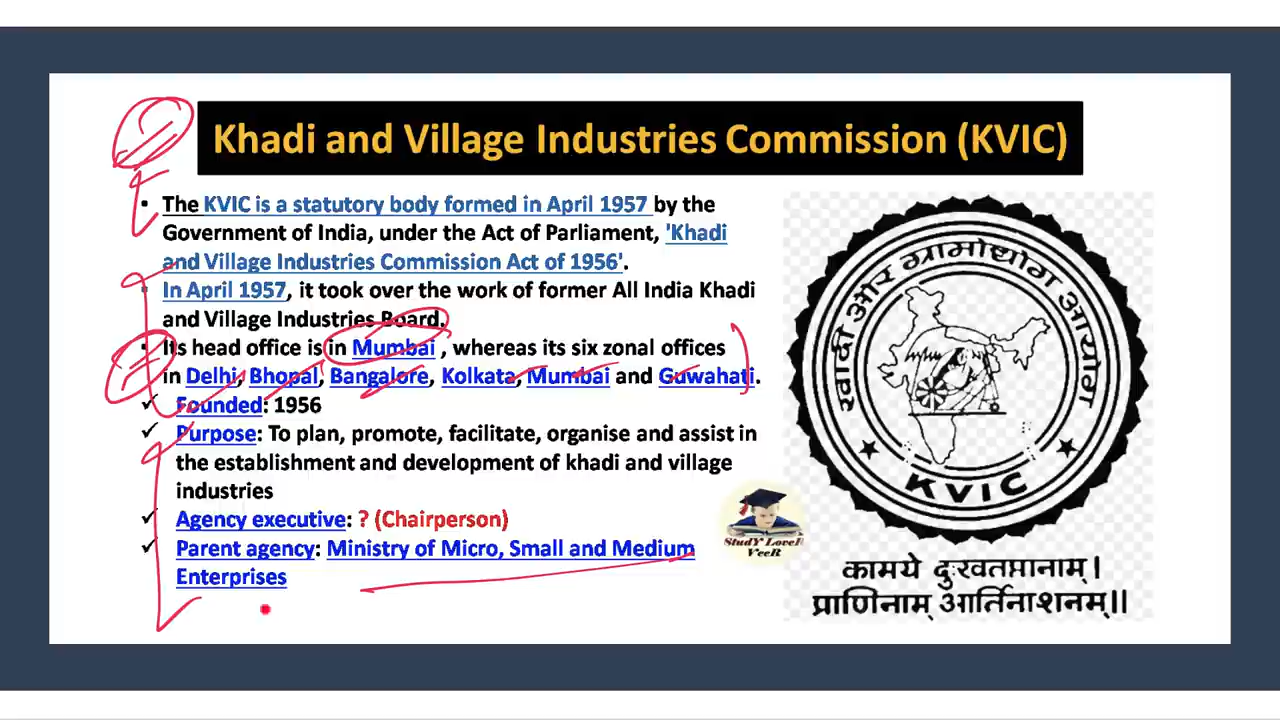 Khadi and Village Industries Commission (KVIC)
• The KVIC is a statutory body formed in April 1957 by the
Government of India, under the Act of Parliament, 'Khadi
and Village Industries Commission Act of 1956'.
• In April 1957, it took over the work of former All India Khadi
and Village Industries Board.
• Its head office is in Mumbai , whereas its six zonal offices
in Delhi, Bhopal, Bangalore, Kolkata, Mumbai and Guwahati.
✓ Founded: 1956
✓ Purpose: To plan, promote, facilitate, organise and assist in
the establishment and development of khadi and village
industries
✓ Agency executive: ? (Chairperson)
✓ Parent agency: Ministry of Micro, Small and Medium
Enterprises
StudY LoveR
VeeR
खादी और ग्रामोद्योग आयोग
KVIC
कामये दुःखतप्तानाम्।
प्राणिनाम् आर्तिनाशनम्॥